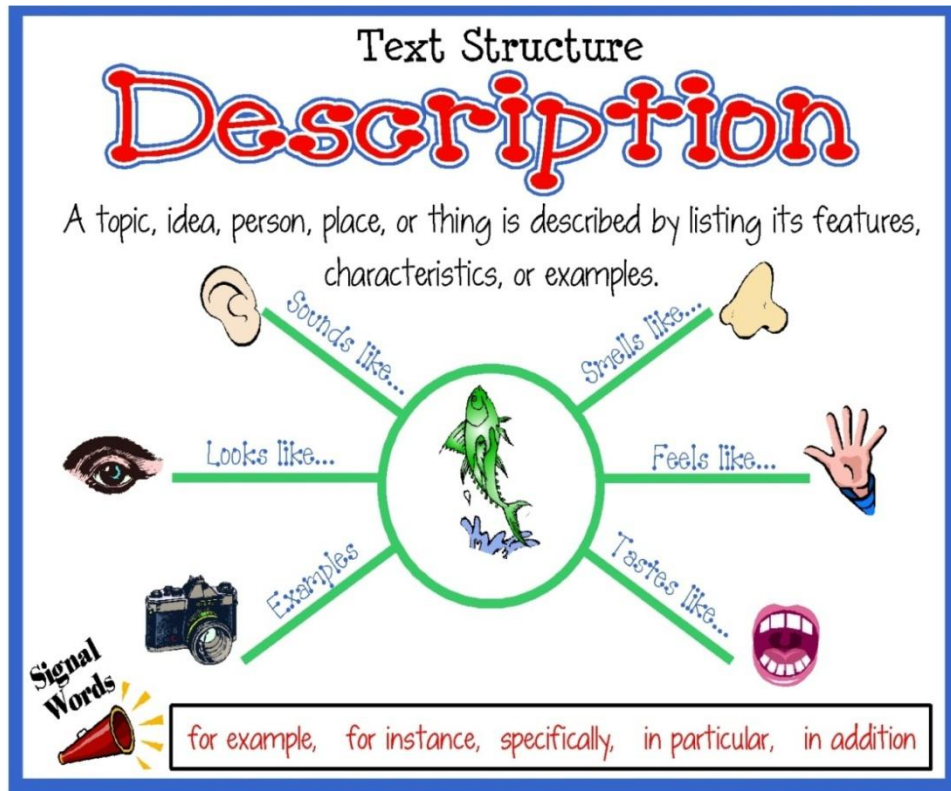 Text Structure
Description
A topic, idea, person, place, or thing is described by listing its features,
characteristics, or examples.
Sounds like...
Smells like...
Looks like...
Feels like...
Examples
Tastes like...
Signal
Words
for example, for instance, specifically, in particular, in addition